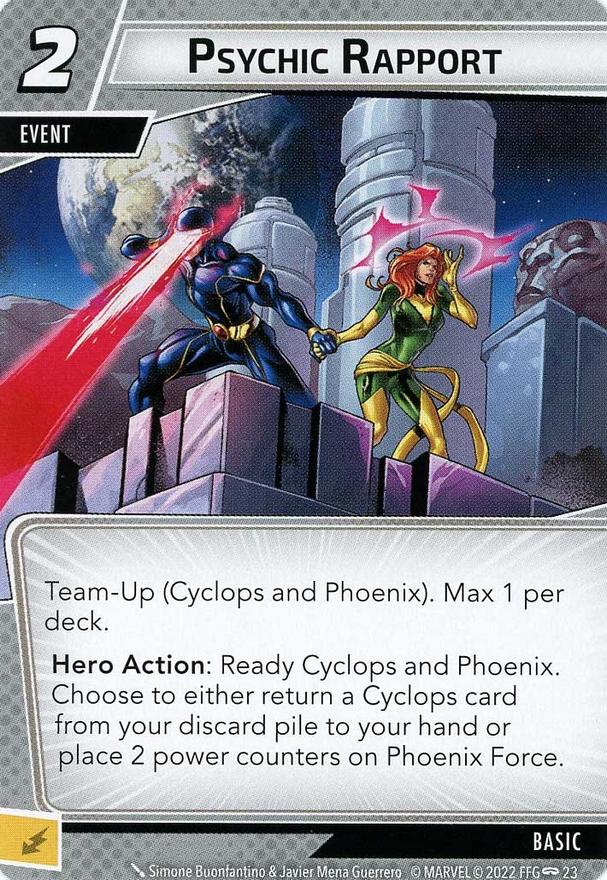 2
PSYCHIC RAPPORT
EVENT
Team-Up (Cyclops and Phoenix). Max 1 per
deck.
Hero Action: Ready Cyclops and Phoenix.
Choose to either return a Cyclops card
from your discard pile to your hand or
place 2 power counters on Phoenix Force.
BASIC
Simone Buonfantino & Javier Mena Guerrero © MARVEL © 2022 FFG 23